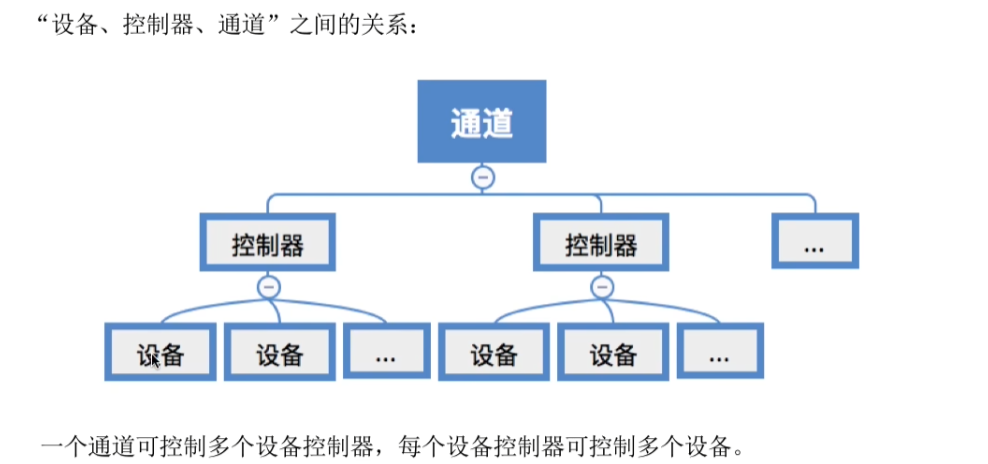 “设备、控制器、通道”之间的关系：
通道
控制器 控制器 ...
设备 设备 ... 设备 设备 ...
一个通道可控制多个设备控制器，每个设备控制器可控制多个设备。